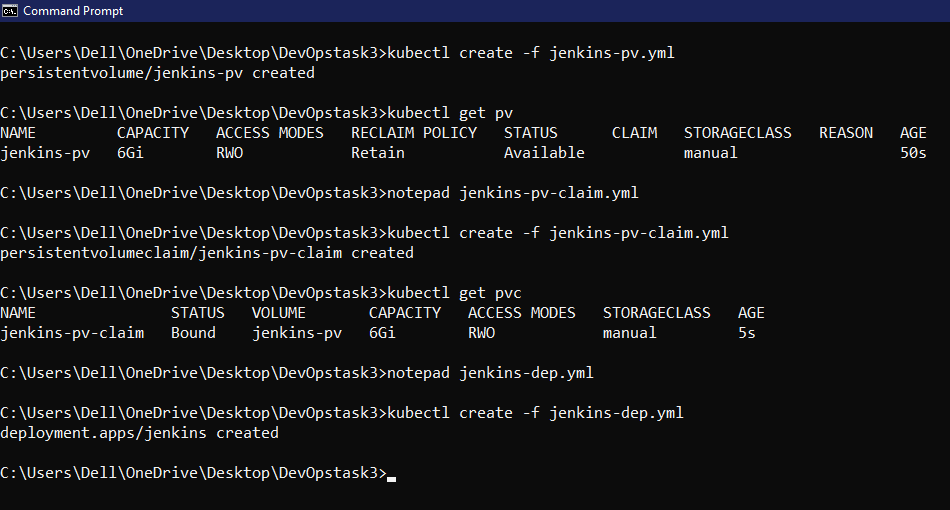 Command Prompt
C:\Users\Dell\OneDrive\Desktop\DevOpstask3>kubectl create -f jenkins-pv.yml
persistentvolume/jenkins-pv created
C:\Users\Dell\OneDrive\Desktop\DevOpstask3>kubectl get pv
NAME         CAPACITY   ACCESS MODES   RECLAIM POLICY   STATUS      CLAIM   STORAGECLASS   REASON   AGE
jenkins-pv   6Gi        RWO            Retain           Available           manual                  50s
C:\Users\Dell\OneDrive\Desktop\DevOpstask3>notepad jenkins-pv-claim.yml
C:\Users\Dell\OneDrive\Desktop\DevOpstask3>kubectl create -f jenkins-pv-claim.yml
persistentvolumeclaim/jenkins-pv-claim created
C:\Users\Dell\OneDrive\Desktop\DevOpstask3>kubectl get pvc
NAME               STATUS   VOLUME       CAPACITY   ACCESS MODES   STORAGECLASS   AGE
jenkins-pv-claim   Bound    jenkins-pv   6Gi        RWO            manual         5s
C:\Users\Dell\OneDrive\Desktop\DevOpstask3>notepad jenkins-dep.yml
C:\Users\Dell\OneDrive\Desktop\DevOpstask3>kubectl create -f jenkins-dep.yml
deployment.apps/jenkins created
C:\Users\Dell\OneDrive\Desktop\DevOpstask3>